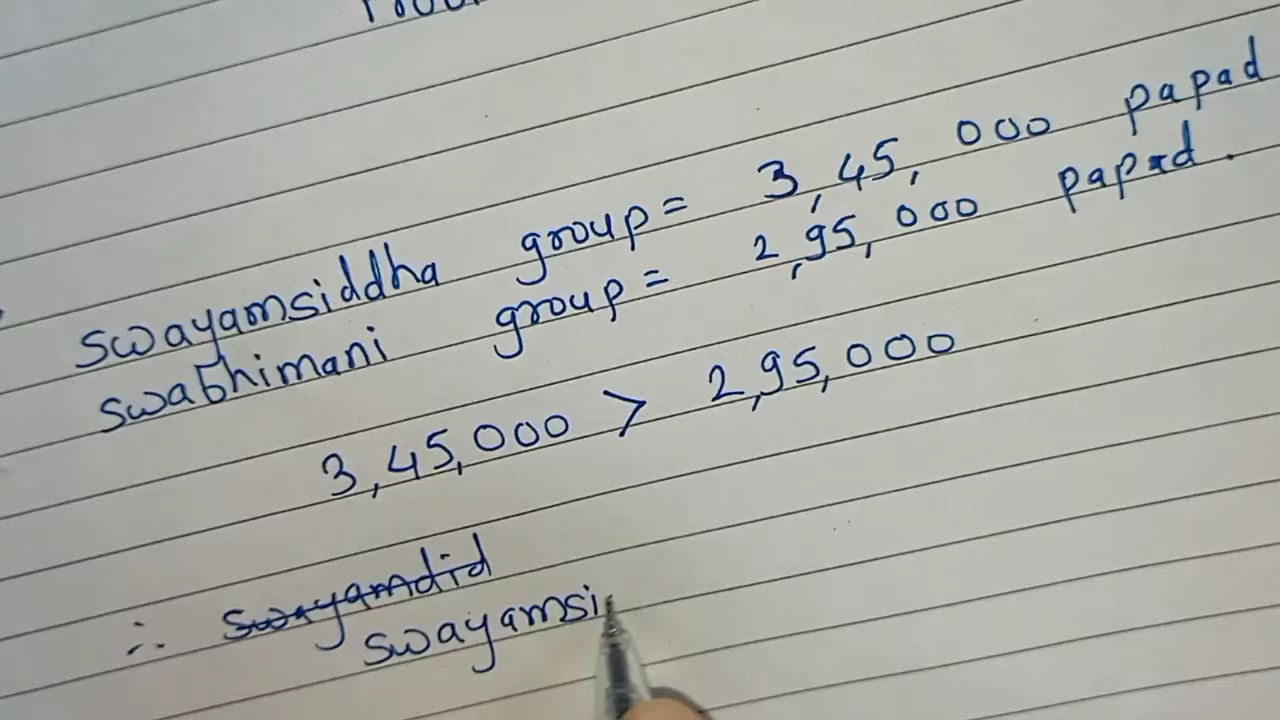 swayamsiddha group = 3,45,000 papad
swabhimani group = 2,95,000 papad.
3,45,000 > 2,95,000
∴ swayamdid
swayamsi